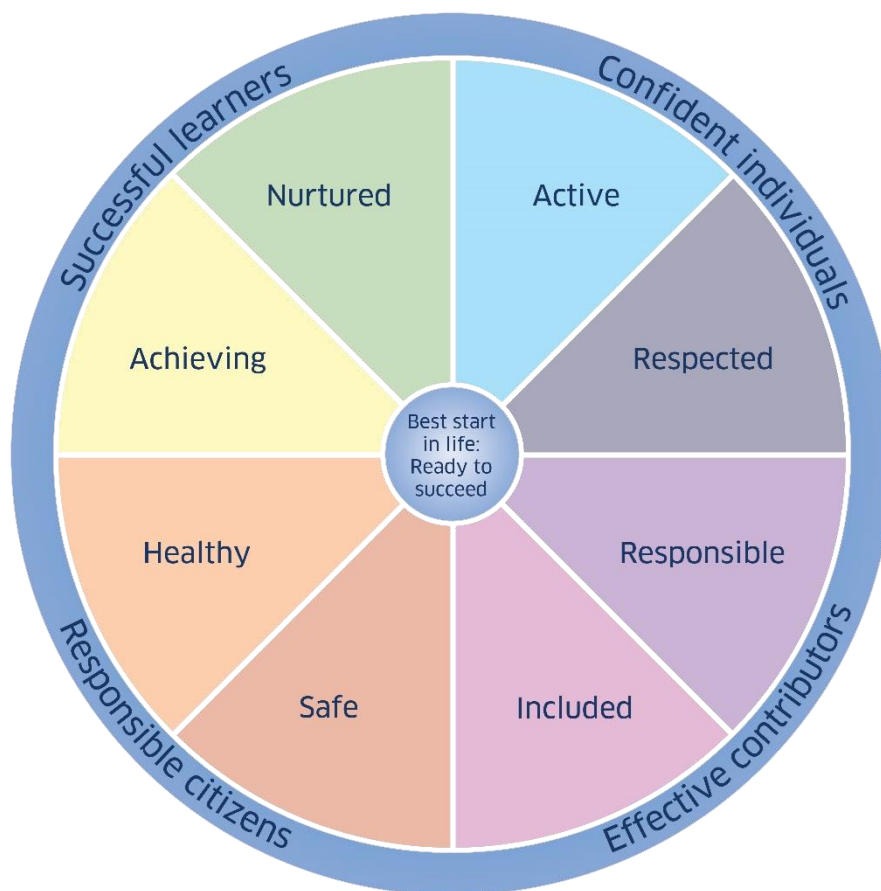 Successful learners
Confident individuals
Nurtured
Active
Achieving
Respected
Best start
in life:
Ready to
succeed
Healthy
Responsible
Safe
Included
Responsible citizens
Effective contributors